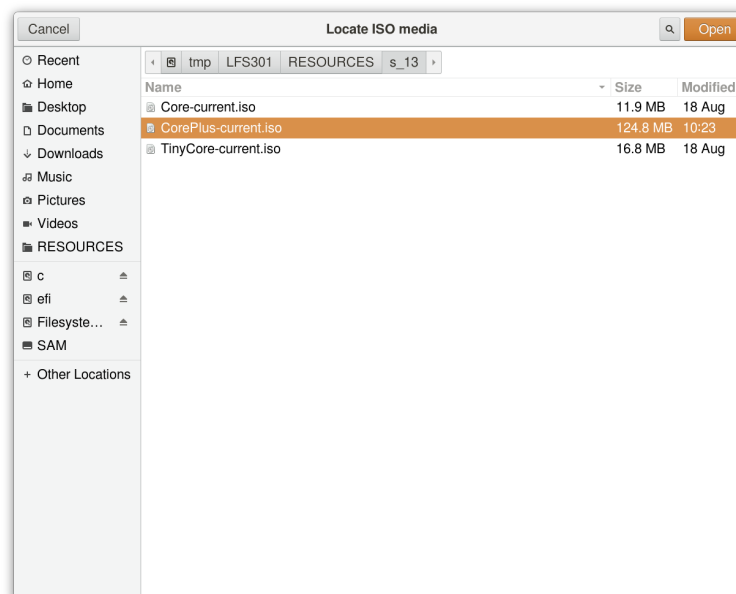 Cancel Locate ISO media Open
Recent
Home
Desktop
Documents
Downloads
Music
Pictures
Videos
RESOURCES
c
efi
Filesyste...
SAM
+ Other Locations
tmp LFS301 RESOURCES s_13
Name Size Modified
Core-current.iso 11.9 MB 18 Aug
CorePlus-current.iso 124.8 MB 10:23
TinyCore-current.iso 16.8 MB 18 Aug